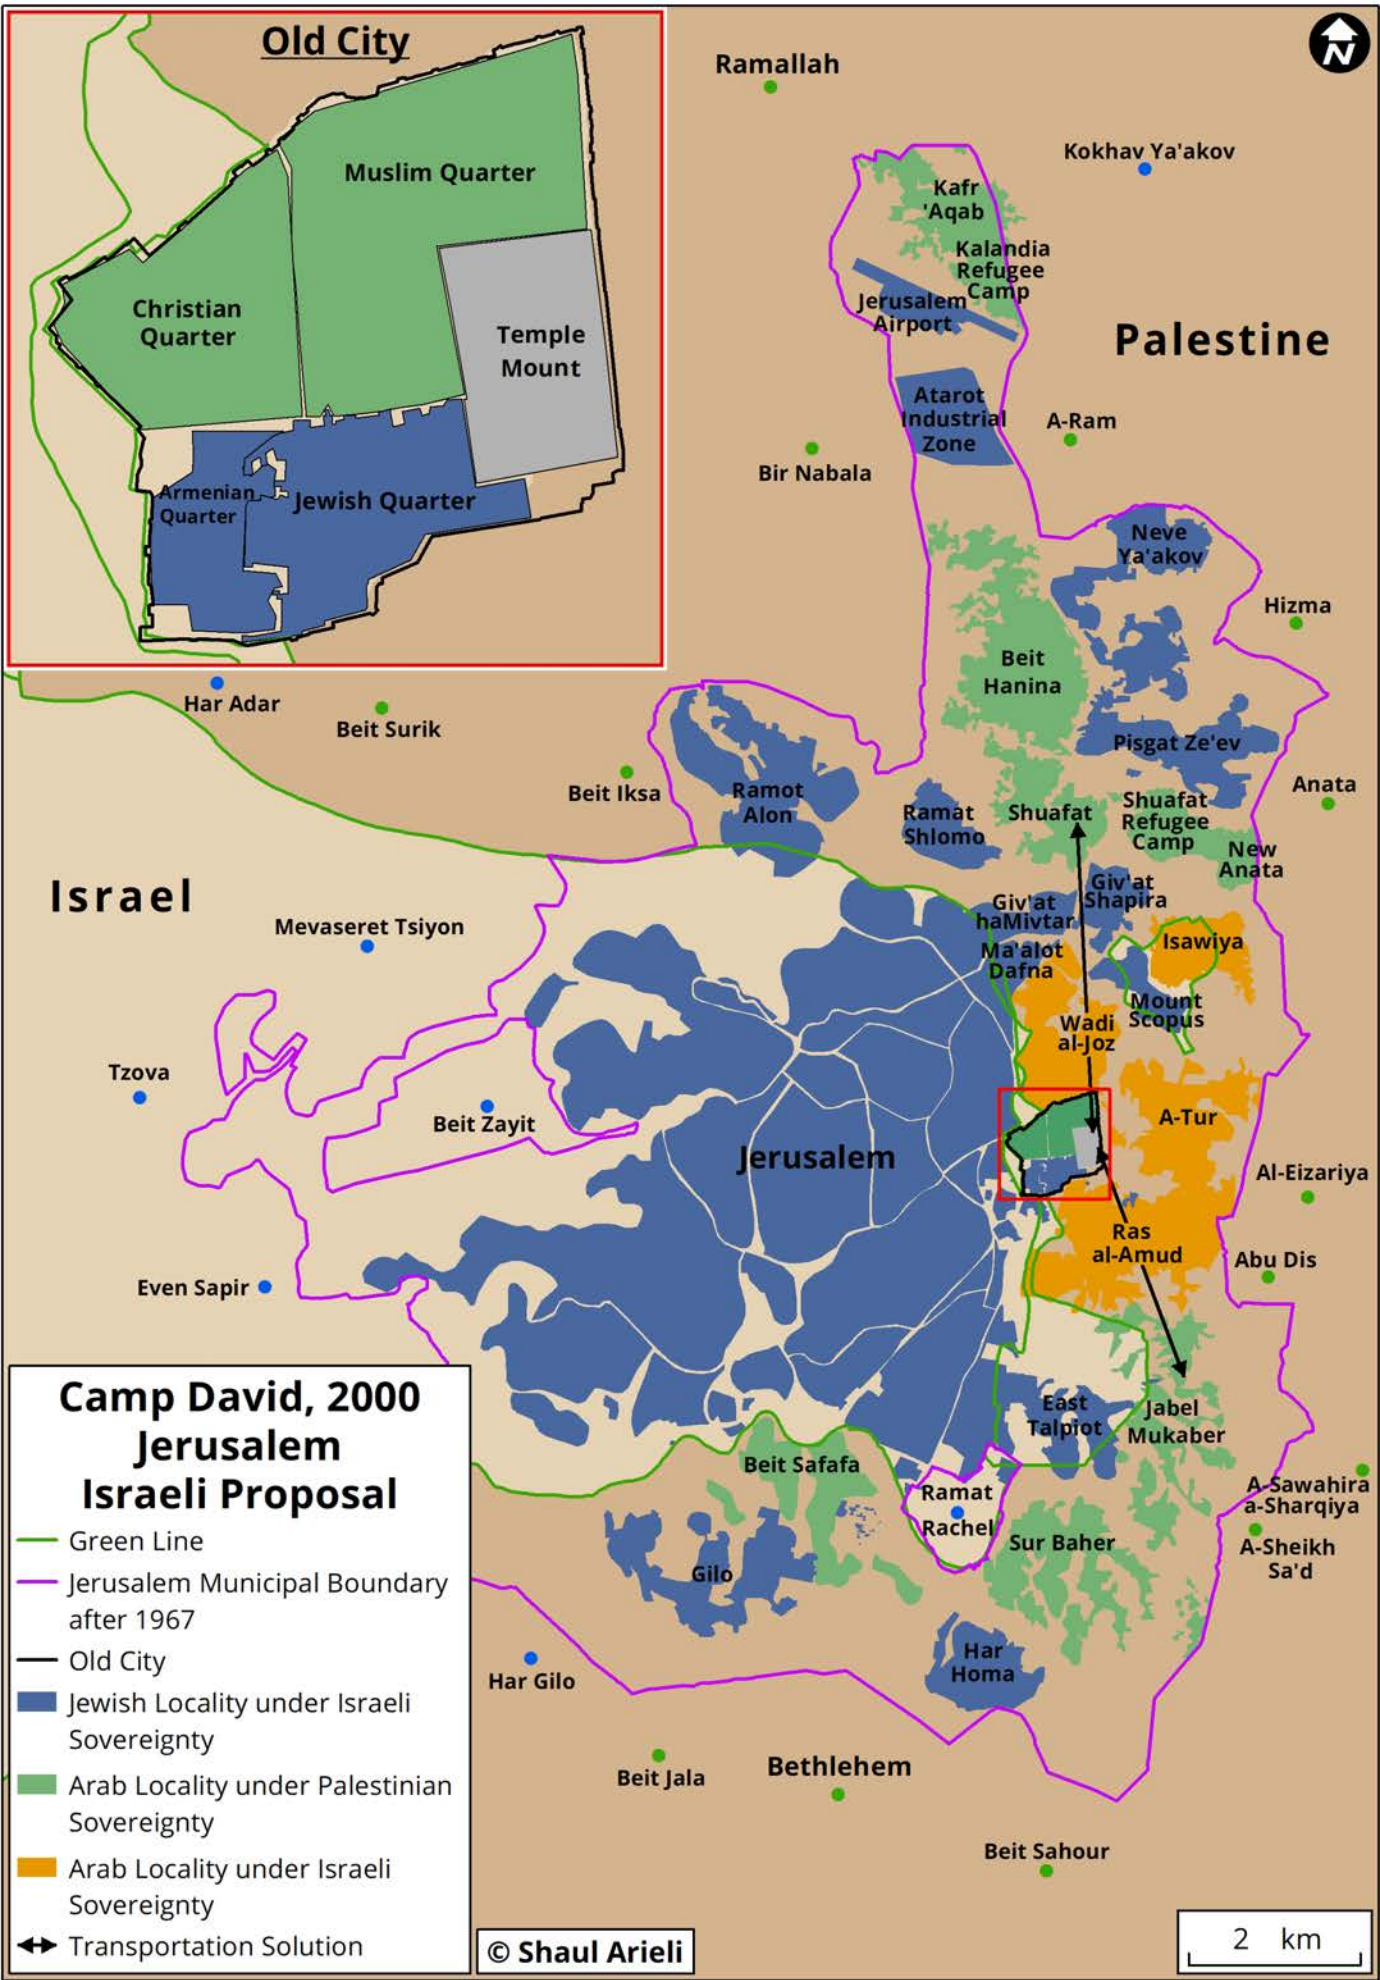 Old City
Muslim Quarter
Christian
Quarter
Temple
Mount
Armenian
Quarter
Jewish Quarter
N
Ramallah
Kokhav Ya'akov
Kafr
'Aqab
Kalandia
Refugee
Camp
Jerusalem
Airport
Palestine
Atarot
Industrial
Zone
A-Ram
Bir Nabala
Neve
Ya'akov
Hizma
Beit
Hanina
Har Adar
Beit Surik
Pisgat Ze'ev
Beit Iksa
Ramot
Alon
Ramat
Shlomo
Shuafat
Shuafat
Refugee
Camp
Anata
New
Anata
Israel
Giv'at
Shapira
Giv'at
haMivtar
Mevaseret Tsiyon
Ma'alot
Dafna
Isawiya
Mount
Scopus
Wadi
al-Joz
Tzova
Beit Zayit
A-Tur
Jerusalem
Al-Eizariya
Ras
al-Amud
Abu Dis
Even Sapir
East
Talpiot
Jabel
Mukaber
Beit Safafa
Ramat
Rachel
A-Sawahira
a-Sharqiya
Sur Baher
A-Sheikh
Sa'd
Gilo
Har
Homa
Har Gilo
Beit Jala
Bethlehem
Beit Sahour
Camp David, 2000
Jerusalem
Israeli Proposal
Green Line
Jerusalem Municipal Boundary
after 1967
Old City
Jewish Locality under Israeli
Sovereignty
Arab Locality under Palestinian
Sovereignty
Arab Locality under Israeli
Sovereignty
Transportation Solution
© Shaul Arieli
2 km